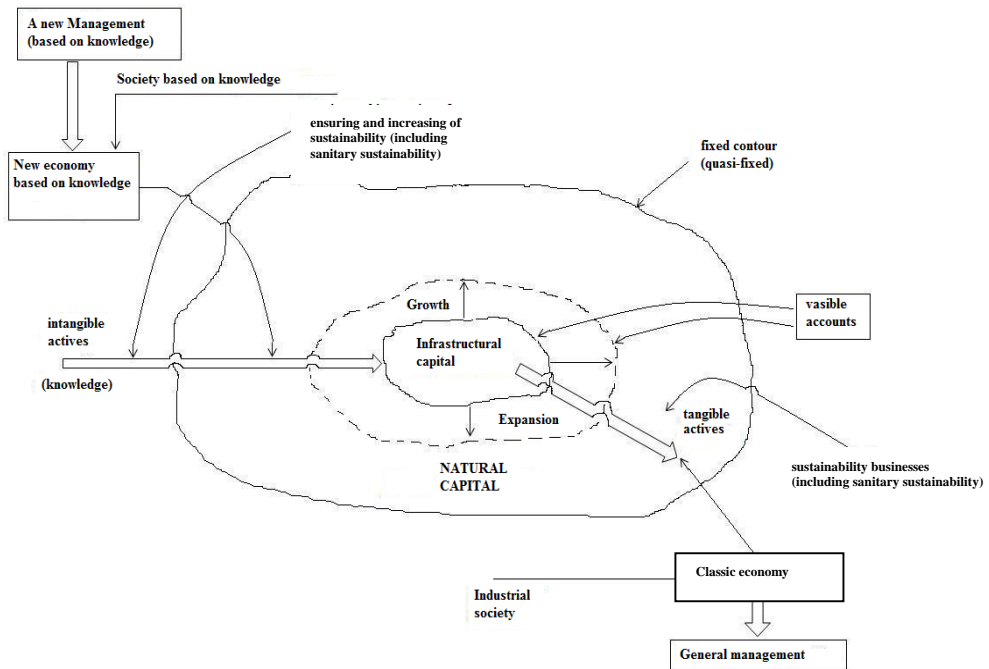 A new Management
(based on knowledge)
Society based on knowledge
ensuring and increasing of
sustainability (including
sanitary sustainability)
fixed contour
(quasi-fixed)
New economy
based on knowledge
Growth
vasible
accounts
intangible
actives
Infrastructural
capital
(knowledge)
Expansion
tangible
actives
NATURAL
CAPITAL
sustainability businesses
(including sanitary sustainability)
Classic economy
Industrial
society
General management